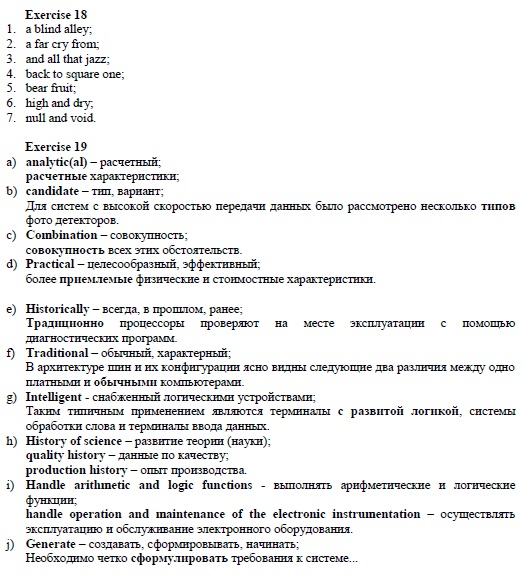 Exercise 18
1. a blind alley;
2. a far cry from;
3. and all that jazz;
4. back to square one;
5. bear fruit;
6. high and dry;
7. null and void.
Exercise 19
a) analytic(al) – расчетный;
расчетные характеристики;
b) candidate – тип, вариант;
Для систем с высокой скоростью передачи данных было рассмотрено несколько типов
фото детекторов.
c) Combination – совокупность;
совокупность всех этих обстоятельств.
d) Practical – целесообразный, эффективный;
более приемлемые физические и стоимостные характеристики.
e) Historically – всегда, в прошлом, ранее;
Традиционно процессоры проверяют на месте эксплуатации с помощью
диагностических программ.
f) Traditional – обычный, характерный;
В архитектуре шин и их конфигурации ясно видны следующие два различия между одно
платными и обычными компьютерами.
g) Intelligent - снабженный логическими устройствами;
Таким типичным применением являются терминалы с развитой логикой, системы
обработки слова и терминалы ввода данных.
h) History of science – развитие теории (науки);
quality history – данные по качеству;
production history – опыт производства.
i) Handle arithmetic and logic functions - выполнять арифметические и логические
функции;
handle operation and maintenance of the electronic instrumentation – осуществлять
эксплуатацию и обслуживание электронного оборудования.
j) Generate – создавать, сформировывать, начинать;
Необходимо четко сформулировать требования к системе...